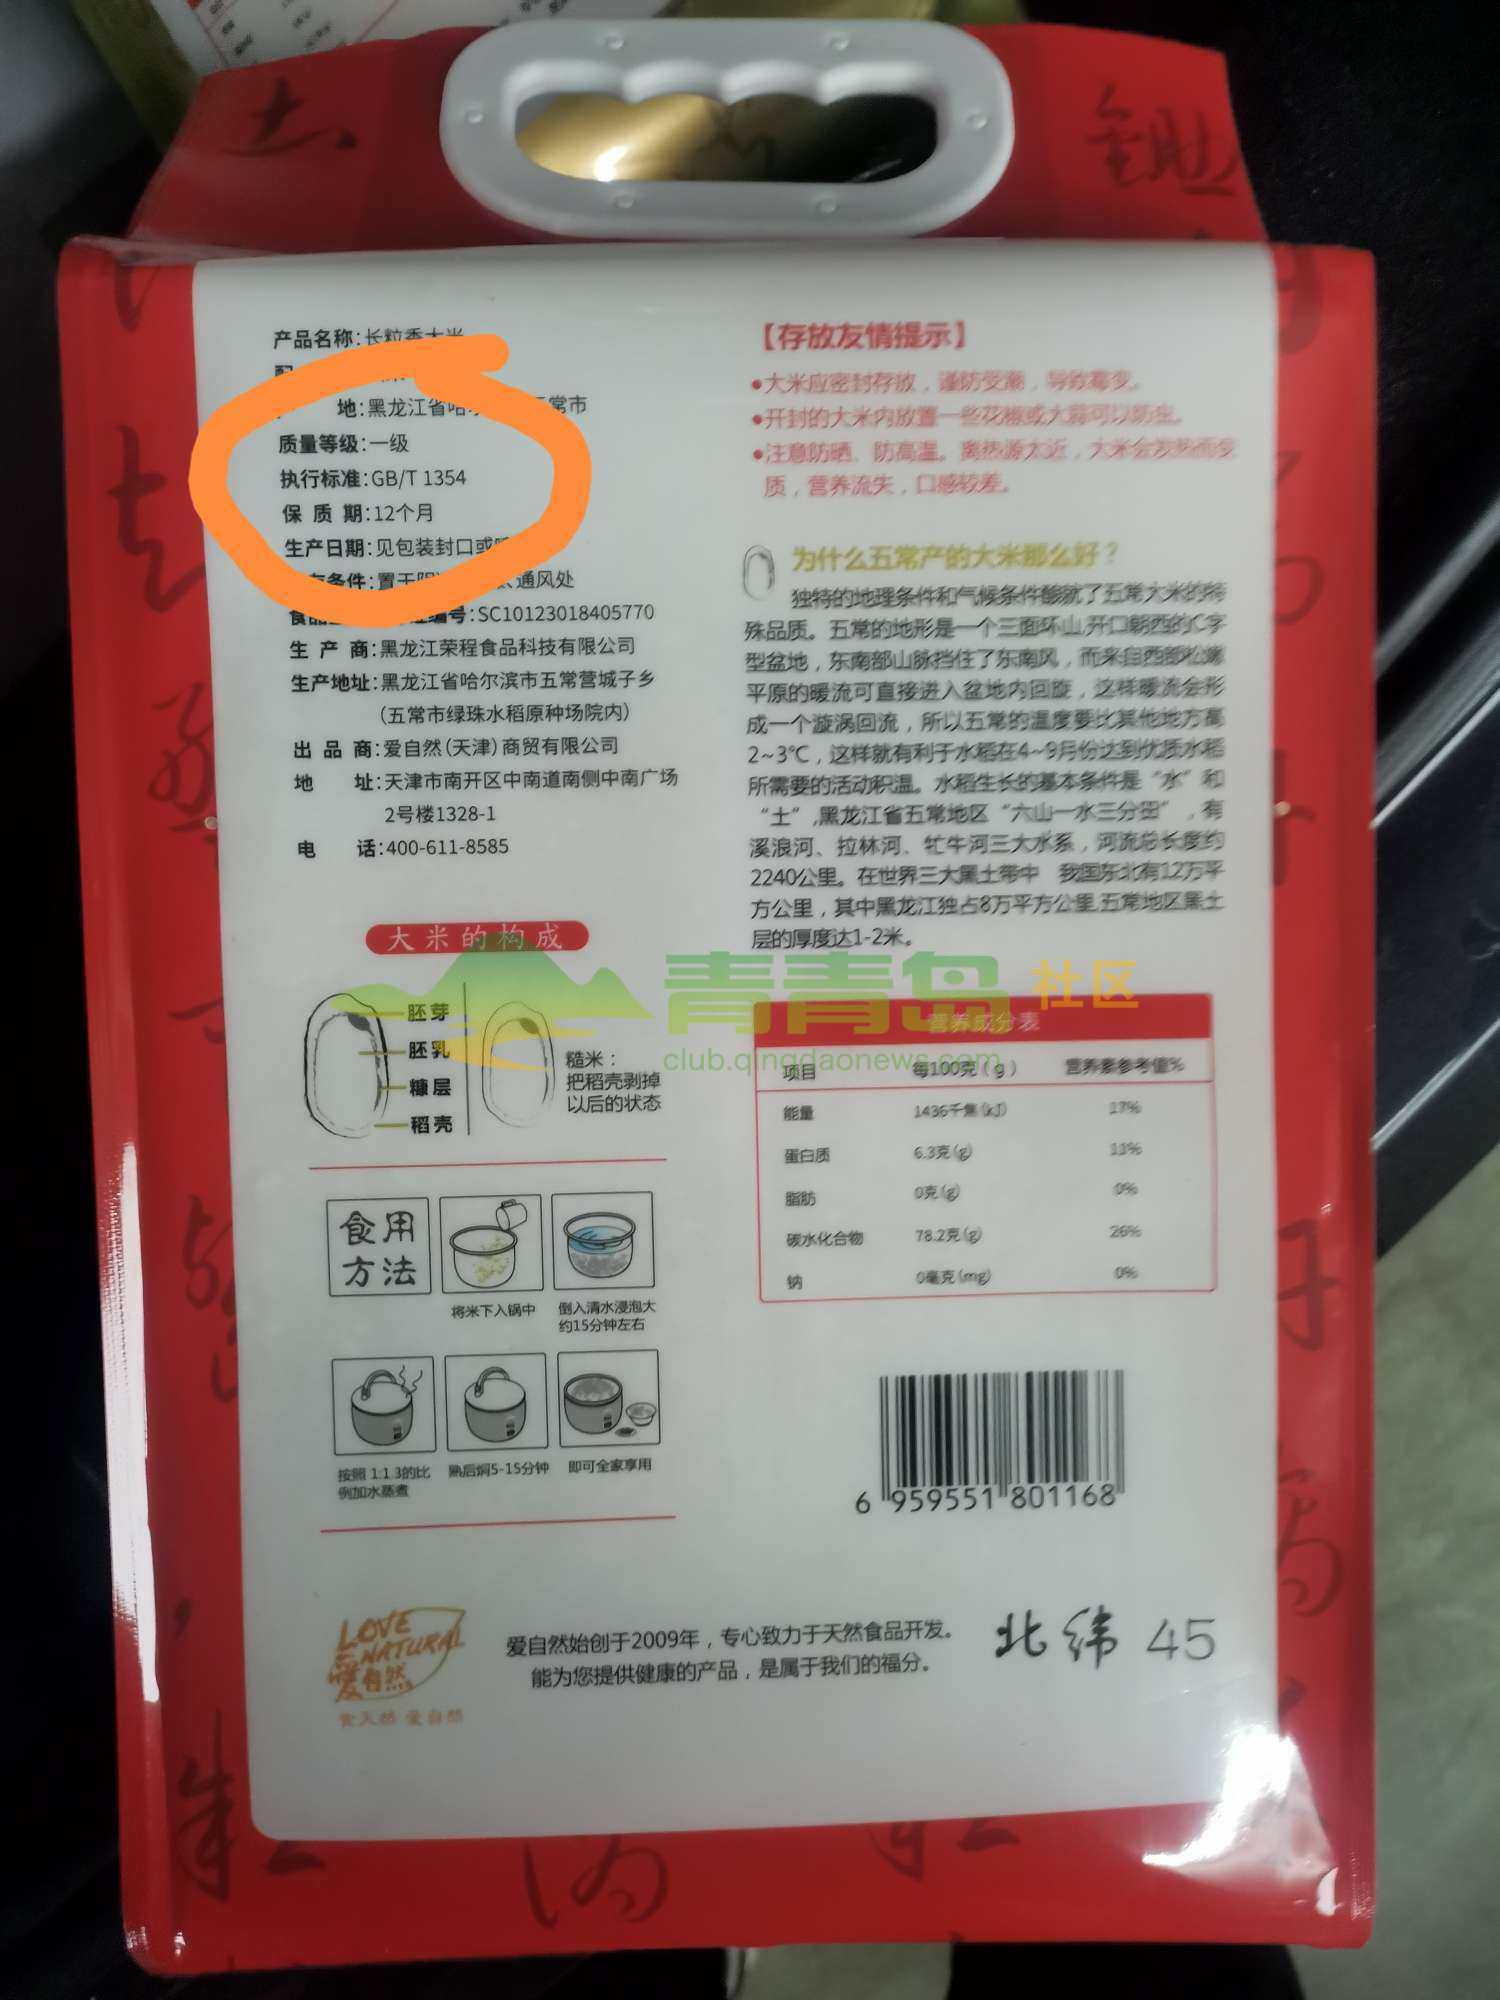 产品名称:长粒香大米
地:黑龙江省哈 常市
质量等级:一级
执行标准:GB/T 1354
保 质 期:12个月
生产日期:见包装封口或
条件:置于阴 通风处
食品 编号:SC10123018405770
生 产 商:黑龙江荣程食品科技有限公司
生产地址:黑龙江省哈尔滨市五常营城子乡
(五常市绿珠水稻原种场院内)
出 品 商:爱自然(天津)商贸有限公司
地 址:天津市南开区中南道南侧中南广场
2号楼1328-1
电 话:400-611-8585
大米的构成
胚芽
胚乳
糠层
稻壳
糙米:
把稻壳剥掉
以后的状态
食用
方法
将米下入锅中
倒入清水浸泡大
约15分钟左右
按照 1:1.3的比
例加水蒸煮
熟后焖5-15分钟
即可全家享用
【存放友情提示】
●大米应密封存放，谨防受潮，导致霉变。
●开封的大米内放置一些花椒或大蒜可以防虫。
●注意防晒、防高温。离热源太近，大米会发热而变
质，营养流失，口感较差。
为什么五常产的大米那么好？
独特的地理条件和气候条件酿就了五常大米的特
殊品质。五常的地形是一个三面环山,开口朝西的C字
型盆地，东南部山脉挡住了东南风，而来自西部松嫩
平原的暖流可直接进入盆地内回旋，这样暖流会形
成一个漩涡回流，所以五常的温度要比其他地方高
2~3℃，这样就有利于水稻在4~9月份达到优质水稻
所需要的活动积温。水稻生长的基本条件是“水”和
“土”,黑龙江省五常地区“六山一水三分田”，有
溪浪河、拉林河、牤牛河三大水系，河流总长度约
2240公里。在世界三大黑土带中 我国东北有12万平
方公里，其中黑龙江独占8万平方公里,五常地区黑土
层的厚度达1-2米。
青青岛社区
club.qingdaonews.com
营养成分表
项目 每100克(g) 营养素参考值%
能量 1436千焦(kJ) 17%
蛋白质 6.3克(g) 11%
脂肪 0克(g) 0%
碳水化合物 78.2克(g) 26%
钠 0毫克(mg) 0%
6 959551 801168
LOVE
NATURAL
爱自然
食天然 爱自然
爱自然始创于2009年，专心致力于天然食品开发。
能为您提供健康的产品，是属于我们的福分。
北纬 45